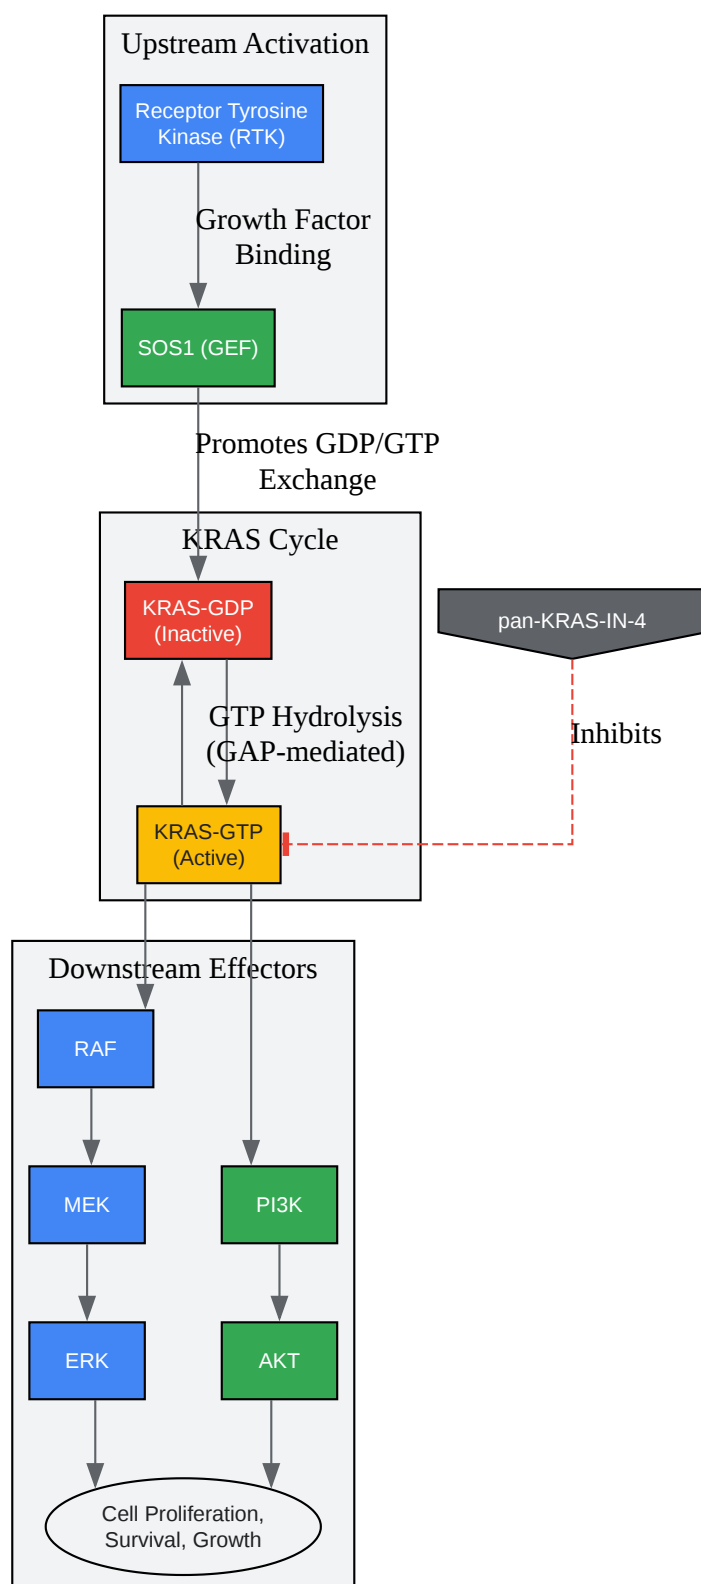 Upstream Activation
Receptor Tyrosine
Kinase (RTK)
Growth Factor
Binding
SOS1 (GEF)
Promotes GDP/GTP
Exchange
KRAS Cycle
KRAS-GDP
(Inactive)
pan-KRAS-IN-4
GTP Hydrolysis
(GAP-mediated)
Inhibits
KRAS-GTP
(Active)
Downstream Effectors
RAF
MEK
PI3K
ERK
AKT
Cell Proliferation,
Survival, Growth